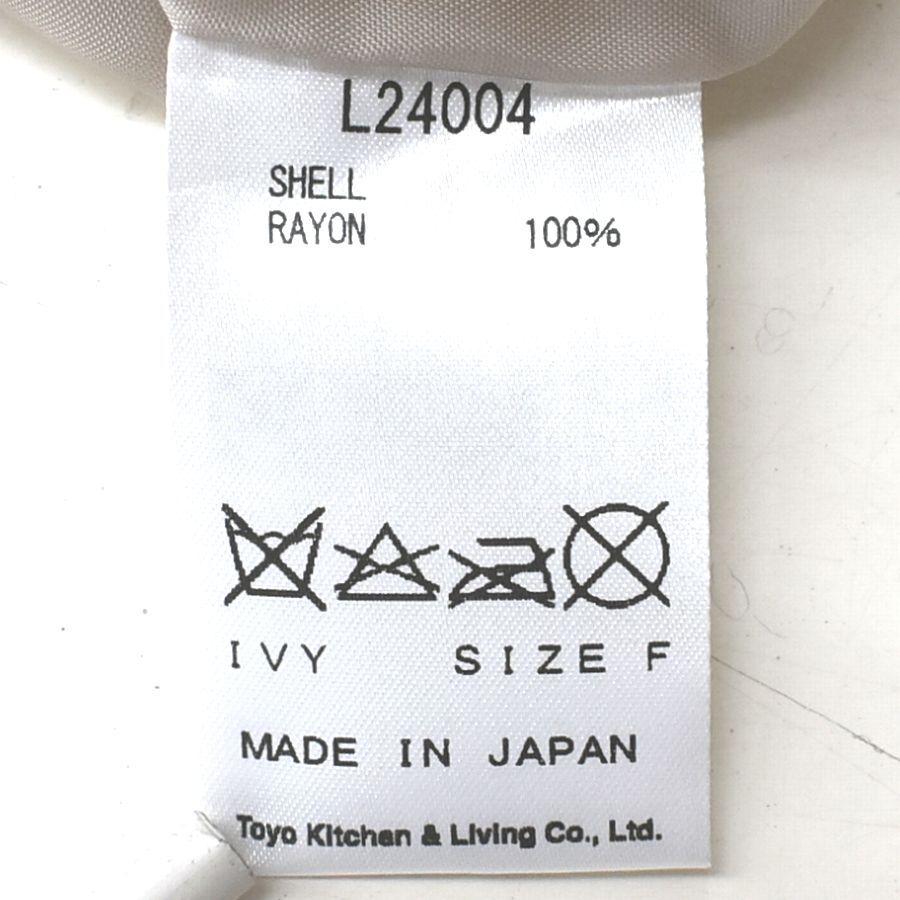 L24004
SHELL
RAYON 100%
IVY SIZE F
MADE IN JAPAN
Toyo Kitchen & Living Co., Ltd.